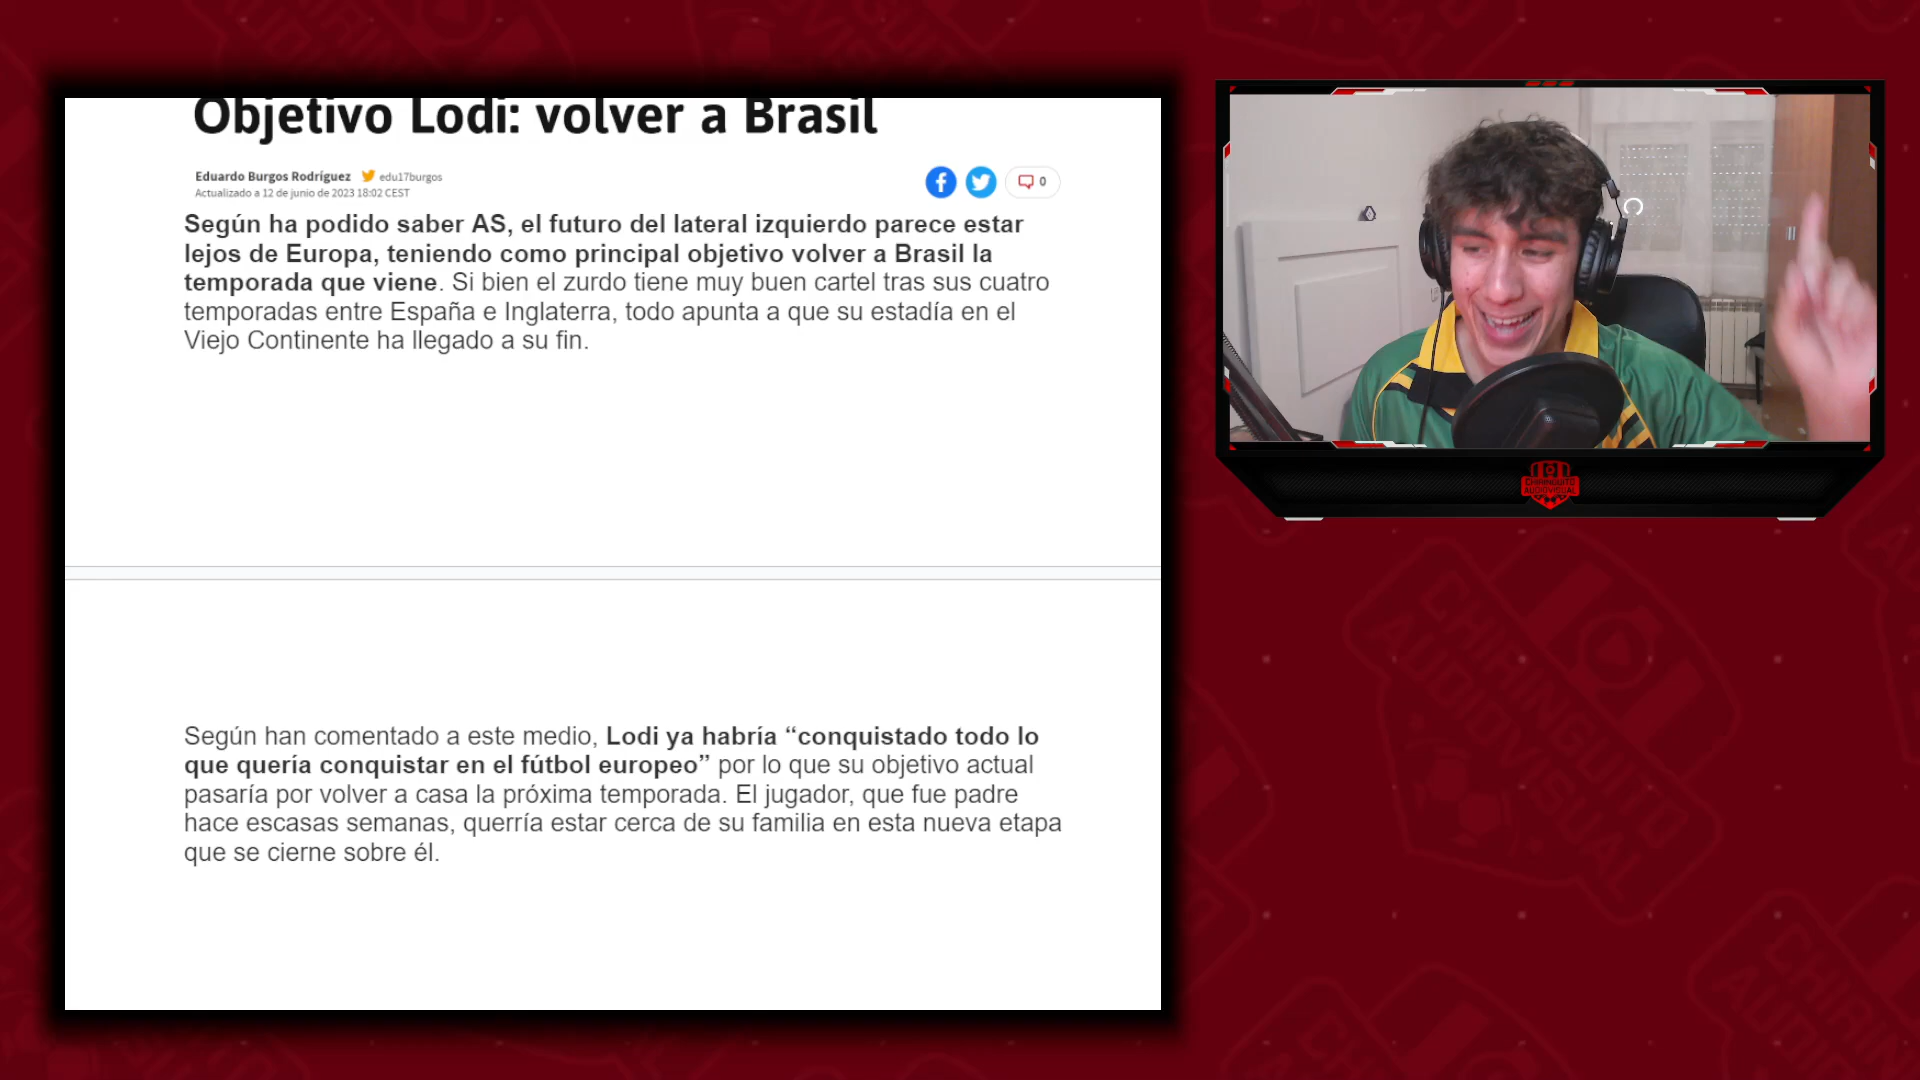 Objetivo Lodi: volver a Brasil
Eduardo Burgos Rodríguez edu17burgos
Actualizado a 12 de junio de 2023 18:02 CEST
0
Según ha podido saber AS, el futuro del lateral izquierdo parece estar
lejos de Europa, teniendo como principal objetivo volver a Brasil la
temporada que viene. Si bien el zurdo tiene muy buen cartel tras sus cuatro
temporadas entre España e Inglaterra, todo apunta a que su estadía en el
Viejo Continente ha llegado a su fin.
Según han comentado a este medio, Lodi ya habría “conquistado todo lo
que quería conquistar en el fútbol europeo” por lo que su objetivo actual
pasaría por volver a casa la próxima temporada. El jugador, que fue padre
hace escasas semanas, querría estar cerca de su familia en esta nueva etapa
que se cierne sobre él.
CHIRINGUITO
AUDIOVISUAL
CHIRINGUITO
AUDIOVISUAL